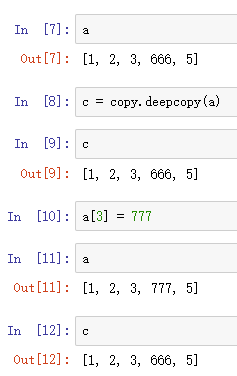 In [7]: a
Out[7]: [1, 2, 3, 666, 5]
In [8]: c = copy.deepcopy(a)
In [9]: c
Out[9]: [1, 2, 3, 666, 5]
In [10]: a[3] = 777
In [11]: a
Out[11]: [1, 2, 3, 777, 5]
In [12]: c
Out[12]: [1, 2, 3, 666, 5]